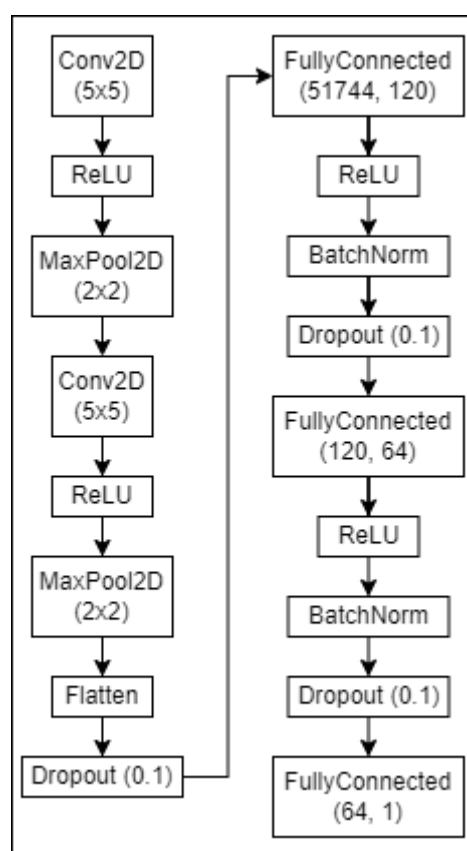 Conv2D
(5x5)
ReLU
MaxPool2D
(2x2)
Conv2D
(5x5)
ReLU
MaxPool2D
(2x2)
Flatten
Dropout (0.1)
FullyConnected
(51744, 120)
ReLU
BatchNorm
Dropout (0.1)
FullyConnected
(120, 64)
ReLU
BatchNorm
Dropout (0.1)
FullyConnected
(64, 1)